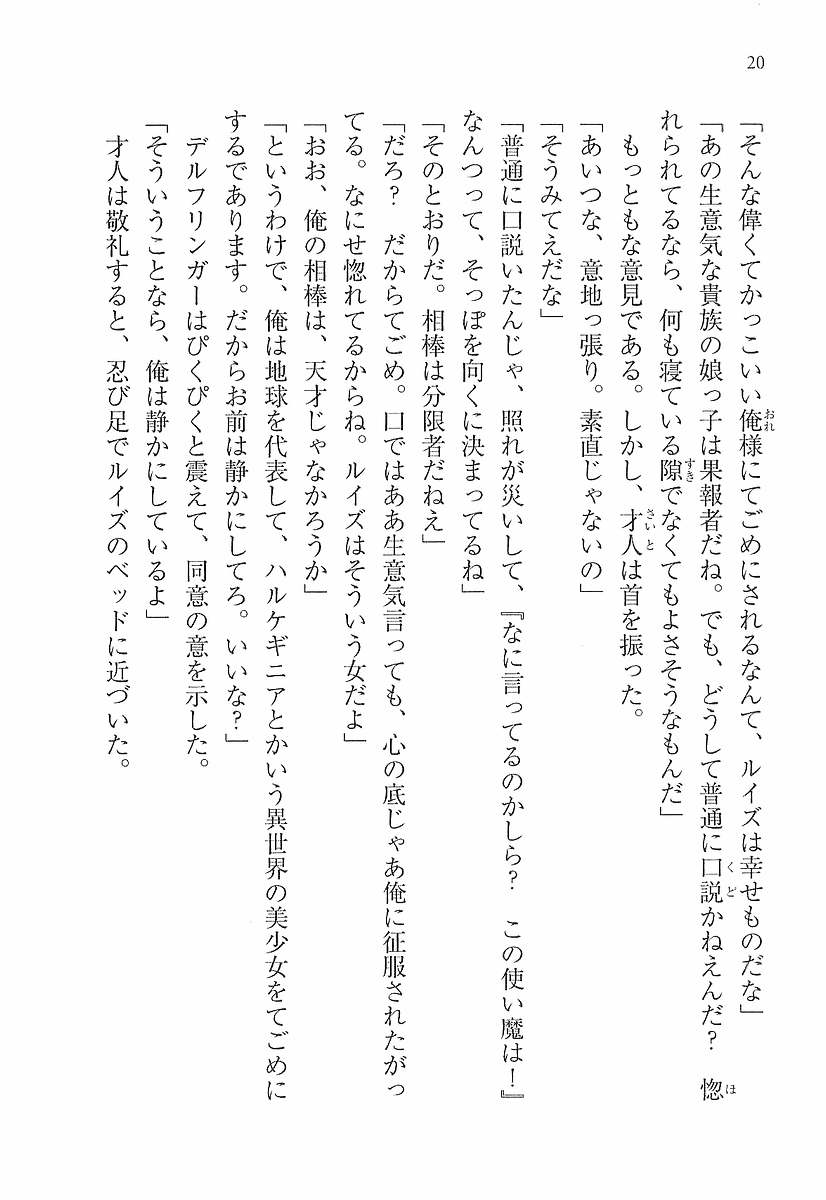 20
「そんな偉くてかっこいい俺様にてごめにされるなんて、ルイズは幸せものだな」
「あの生意気な貴族の娘っ子は果報者だね。でも、どうして普通に口説かねえんだ？　惚
れられてるなら、何も寝ている隙でなくてもよさそうなもんだ」
もっともな意見である。しかし、才人は首を振った。
「あいつな、意地っ張り。素直じゃないの」
「そうみてえだな」
「普通に口説いたんじゃ、照れが災いして、『なに言ってるのかしら？　この使い魔は！』
なんつって、そっぽを向くに決まってるね」
「そのとおりだ。相棒は分限者だねえ」
「だろ？　だからてごめ。口ではああ生意気言っても、心の底じゃあ俺に征服されたがっ
てる。なにせ惚れてるからね。ルイズはそういう女だよ」
「おお、俺の相棒は、天才じゃなかろうか」
「というわけで、俺は地球を代表して、ハルケギニアとかいう異世界の美少女をてごめに
するであります。だからお前は静かにしてろ。いいな？」
デルフリンガーはぴくぴくと震えて、同意の意を示した。
「そういうことなら、俺は静かにしているよ」
才人は敬礼すると、忍び足でルイズのベッドに近づいた。